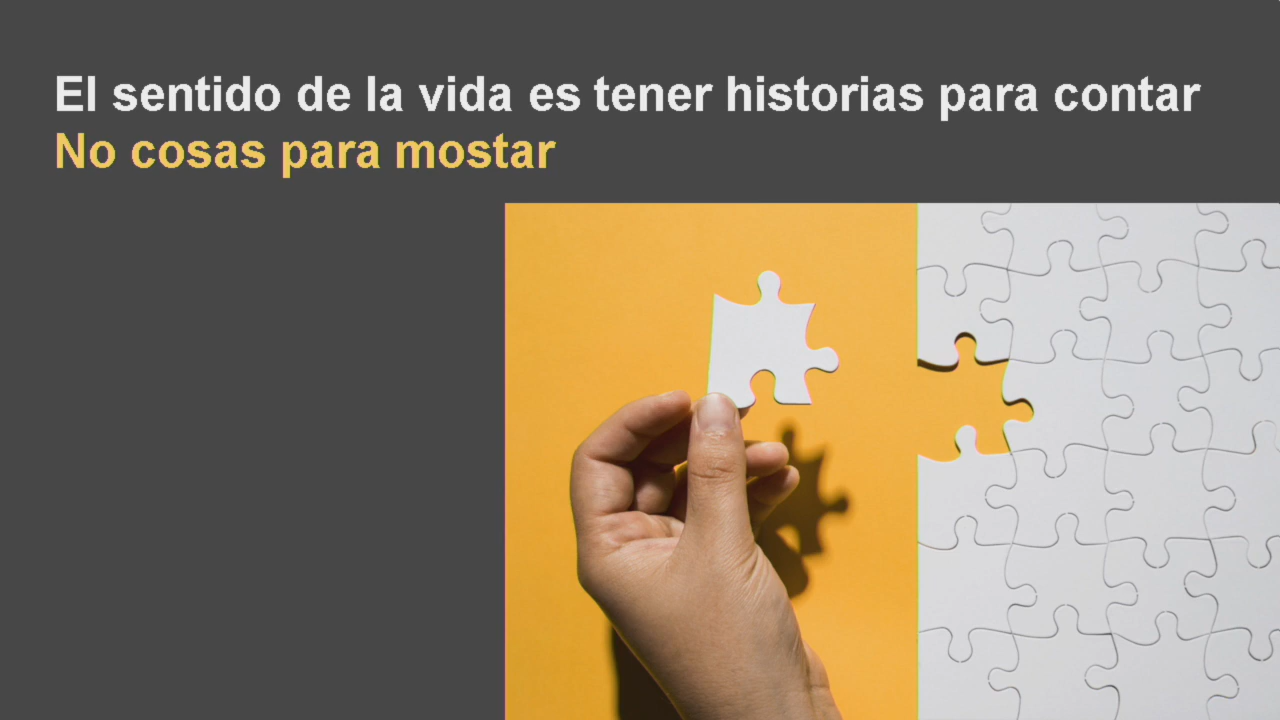 El sentido de la vida es tener historias para contar
No cosas para mostar